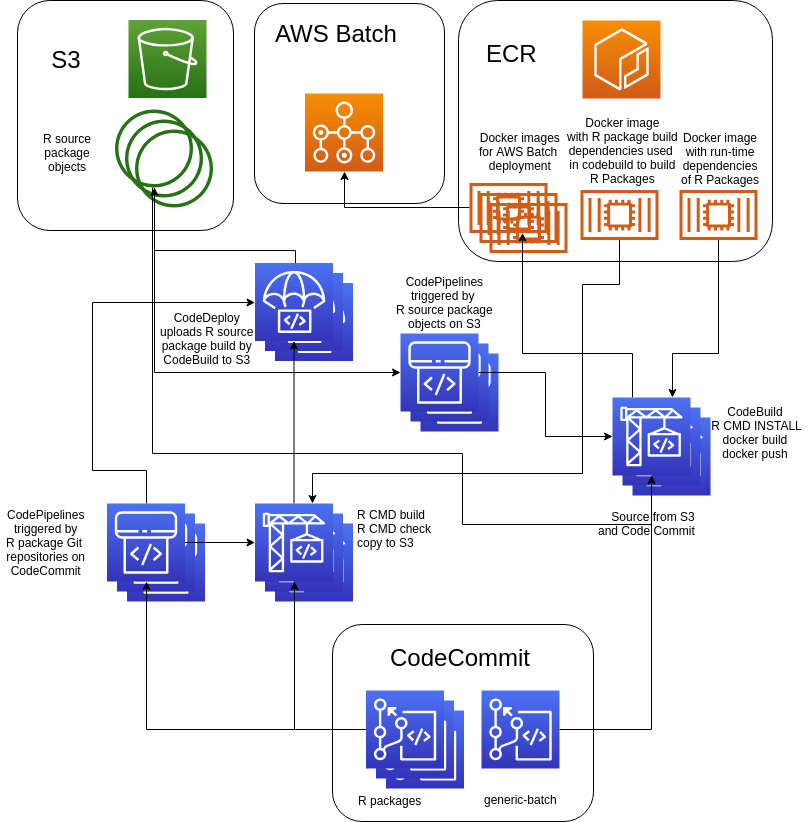 S3
R source
package
objects
AWS Batch
ECR
Docker images
for AWS Batch
deployment
Docker image
with R package build
dependencies used
in codebuild to build
R Packages
Docker image
with run-time
dependencies
of R Packages
CodeDeploy
uploads R source
package build by
CodeBuild to S3
CodePipelines
triggered by
R source package
objects on S3
CodeBuild
R CMD INSTALL
docker build
docker push
Source from S3
and Code Commit
CodePipelines
triggered by
R package Git
repositories on
CodeCommit
R CMD build
R CMD check
copy to S3
CodeCommit
R packages
generic-batch